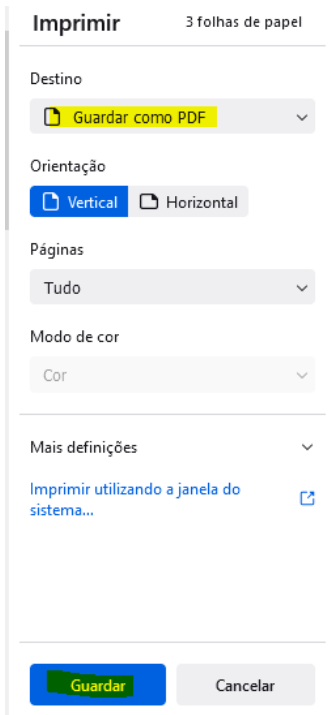 Imprimir 3 folhas de papel
Destino
Guardar como PDF
Orientação
Vertical Horizontal
Páginas
Tudo
Modo de cor
Cor
Mais definições
Imprimir utilizando a janela do
sistema...
Guardar Cancelar